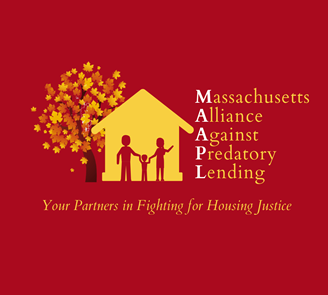 Massachusetts
Alliance
Against
Predatory
Lending
Your Partners in Fighting for Housing Justice